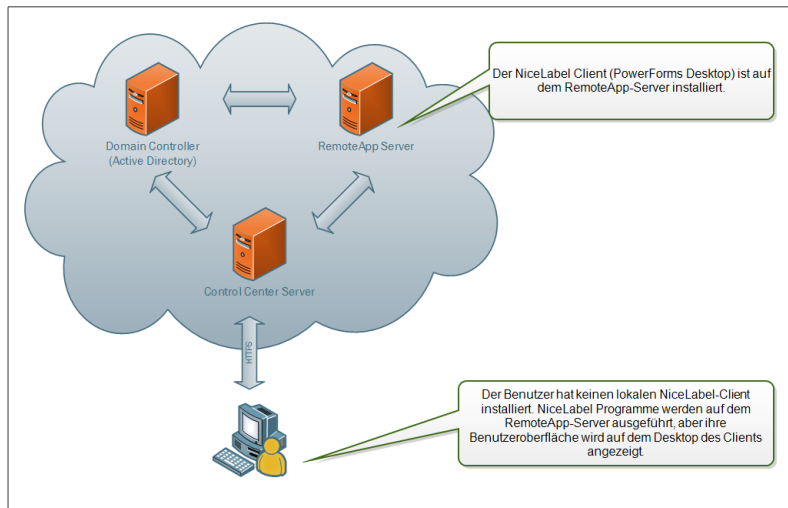 Der NiceLabel Client (PowerForms Desktop) ist auf
dem RemoteApp-Server installiert.
Domain Controller
(Active Directory)
RemoteApp Server
Control Center Server
HTTPS
Der Benutzer hat keinen lokalen NiceLabel-Client
installiert. NiceLabel Programme werden auf dem
RemoteApp-Server ausgeführt, aber ihre
Benutzeroberfläche wird auf dem Desktop des Clients
angezeigt.